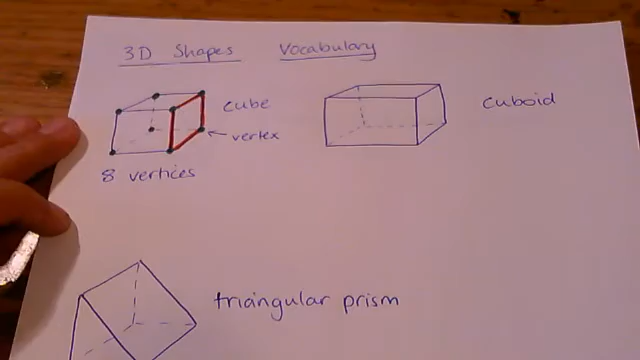 3D Shapes Vocabulary
cube
cuboid
vertex
8 vertices
triangular prism